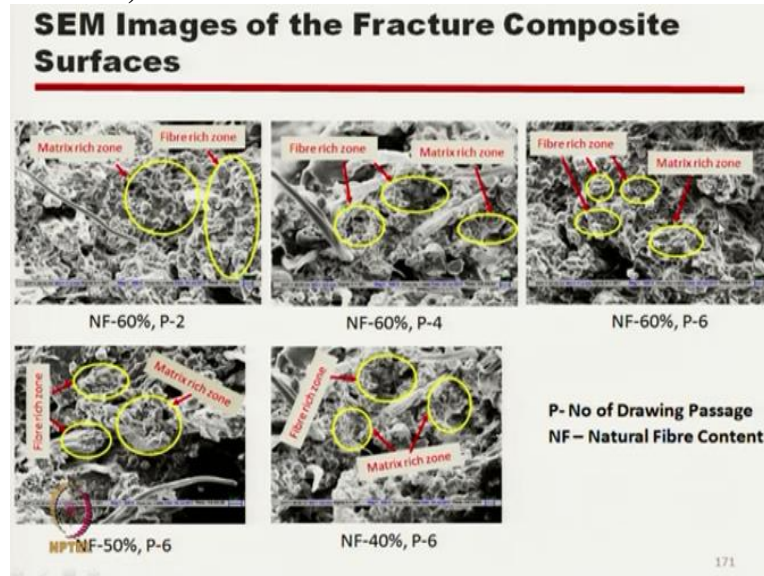 SEM Images of the Fracture Composite
Surfaces
Matrix rich zone
Fibre rich zone
Fibre rich zone
Matrix rich zone
Fibre rich zone
Matrix rich zone
NF-60%, P-2
NF-60%, P-4
NF-60%, P-6
Fibre rich zone
Matrix rich zone
Fibre rich zone
Matrix rich zone
P- No of Drawing Passage
NF – Natural Fibre Content
NPTEL
NF-50%, P-6
NF-40%, P-6
171